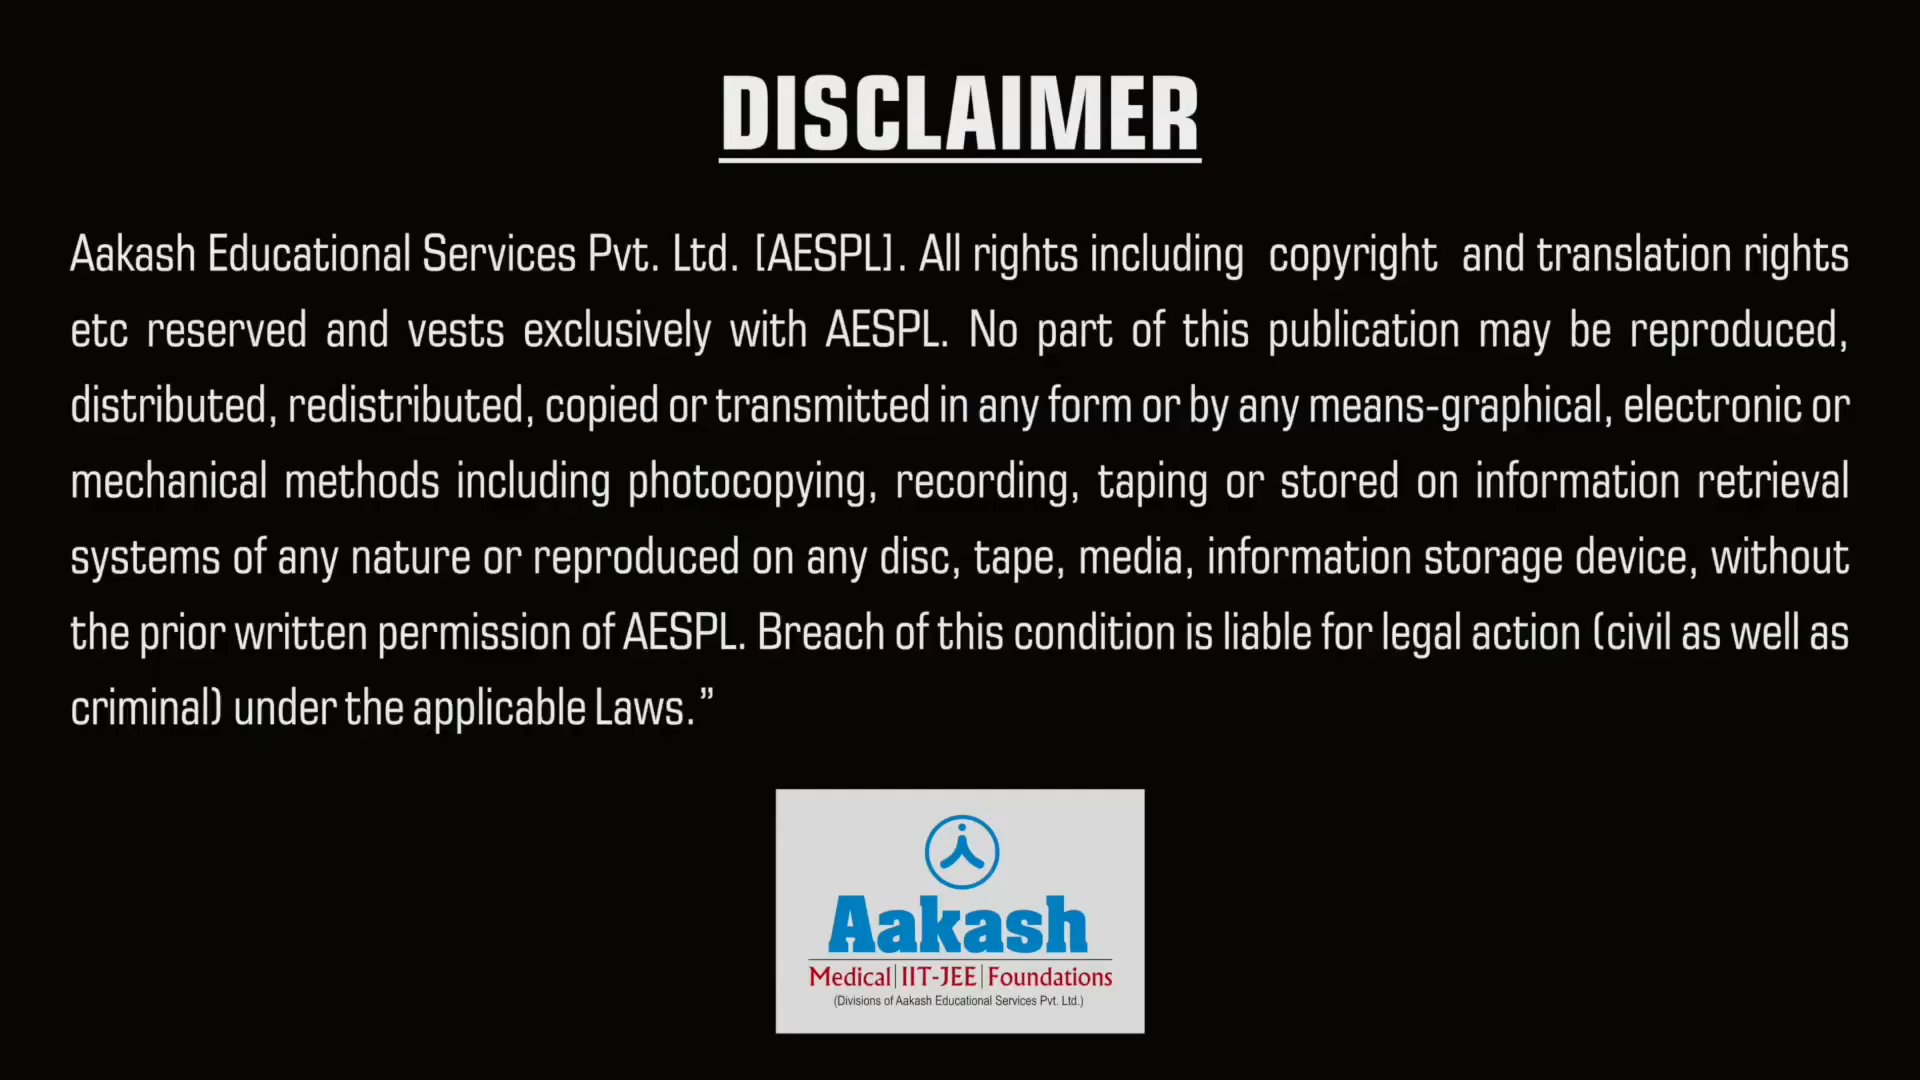 DISCLAIMER
Aakash Educational Services Pvt. Ltd. [AESPL]. All rights including copyright and translation rights
etc reserved and vests exclusively with AESPL. No part of this publication may be reproduced,
distributed, redistributed, copied or transmitted in any form or by any means-graphical, electronic or
mechanical methods including photocopying, recording, taping or stored on information retrieval
systems of any nature or reproduced on any disc, tape, media, information storage device, without
the prior written permission of AESPL. Breach of this condition is liable for legal action (civil as well as
criminal) under the applicable Laws.”
Aakash
Medical|IIT-JEE|Foundations
(Divisions of Aakash Educational Services Pvt. Ltd.)